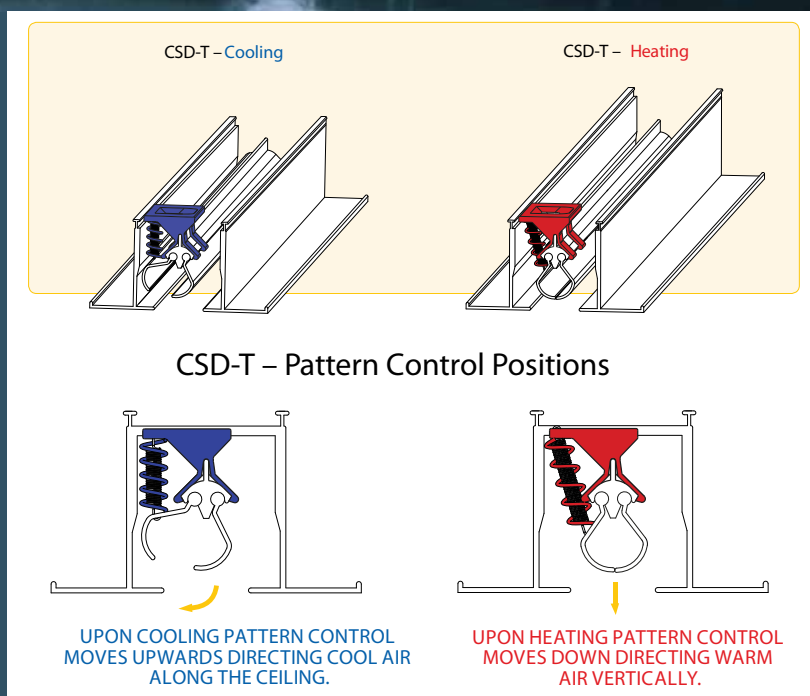 CSD-T – Cooling
CSD-T – Heating
CSD-T – Pattern Control Positions
UPON COOLING PATTERN CONTROL
MOVES UPWARDS DIRECTING COOL AIR
ALONG THE CEILING.
UPON HEATING PATTERN CONTROL
MOVES DOWN DIRECTING WARM
AIR VERTICALLY.